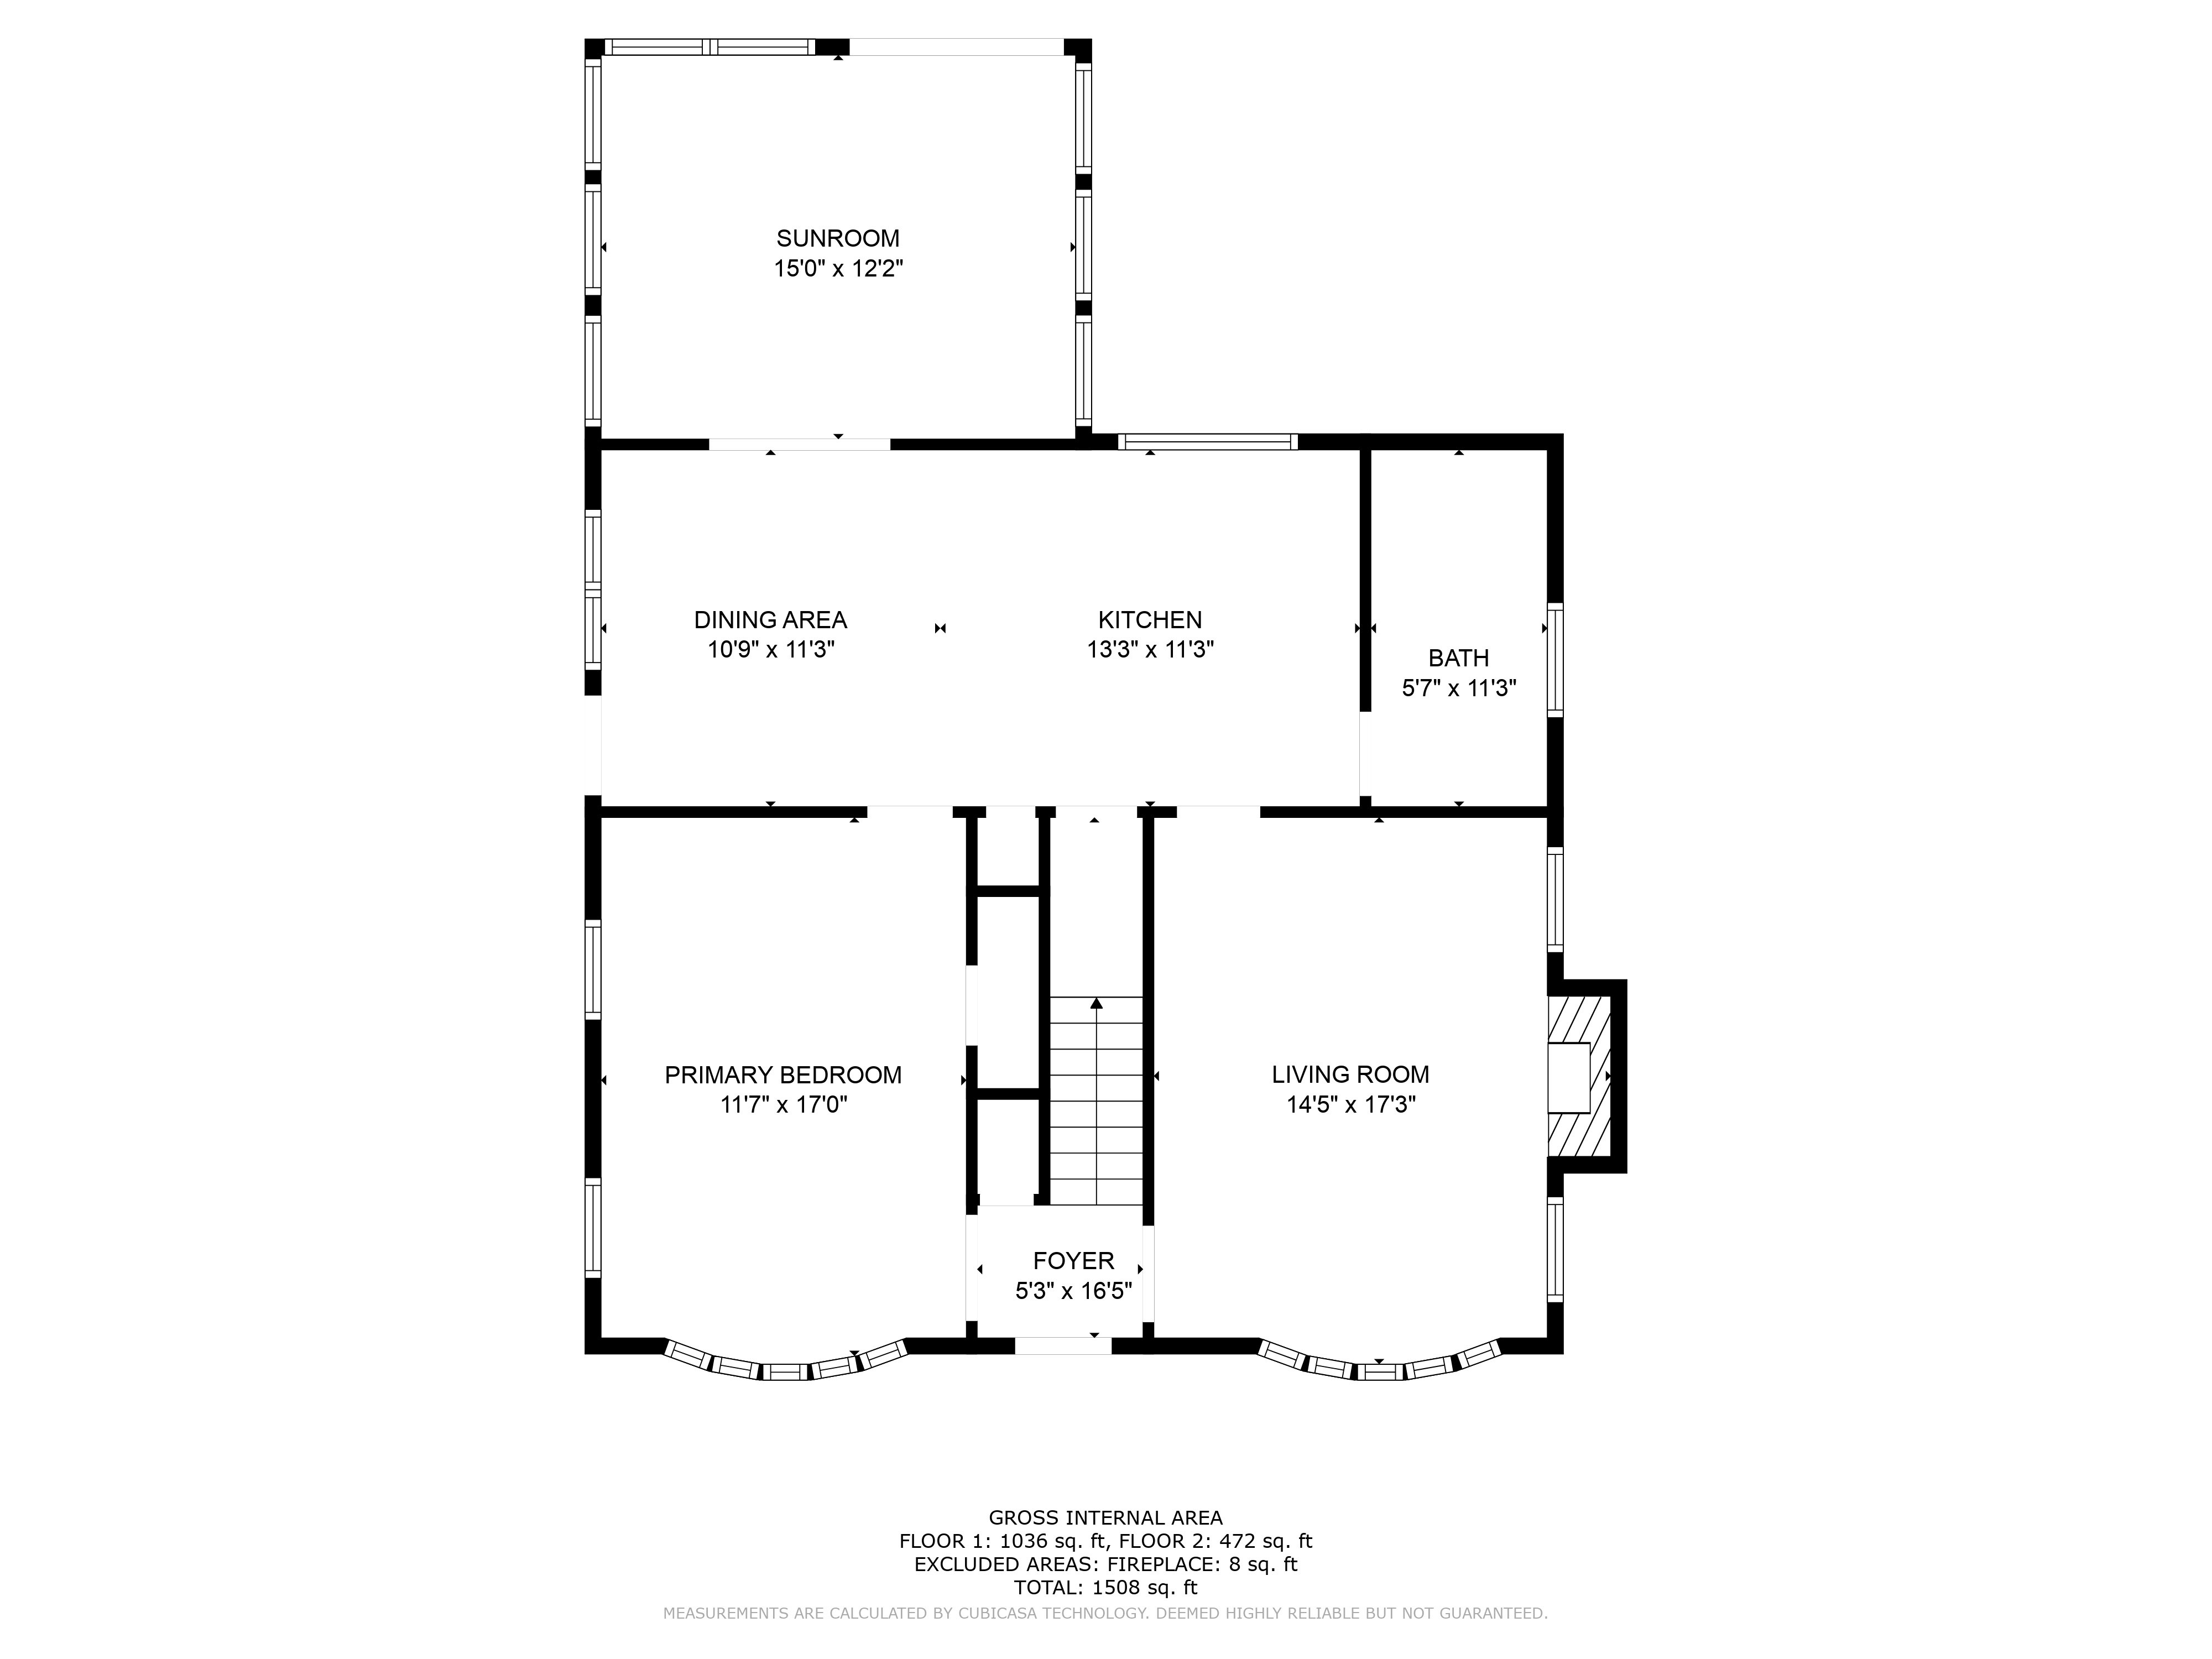 SUNROOM
15'0" x 12'2"
DINING AREA
10'9" x 11'3"
KITCHEN
13'3" x 11'3"
BATH
5'7" x 11'3"
PRIMARY BEDROOM
11'7" x 17'0"
LIVING ROOM
14'5" x 17'3"
FOYER
5'3" x 16'5"
GROSS INTERNAL AREA
FLOOR 1: 1036 sq. ft, FLOOR 2: 472 sq. ft
EXCLUDED AREAS: FIREPLACE: 8 sq. ft
TOTAL: 1508 sq. ft
MEASUREMENTS ARE CALCULATED BY CUBICASA TECHNOLOGY. DEEMED HIGHLY RELIABLE BUT NOT GUARANTEED.